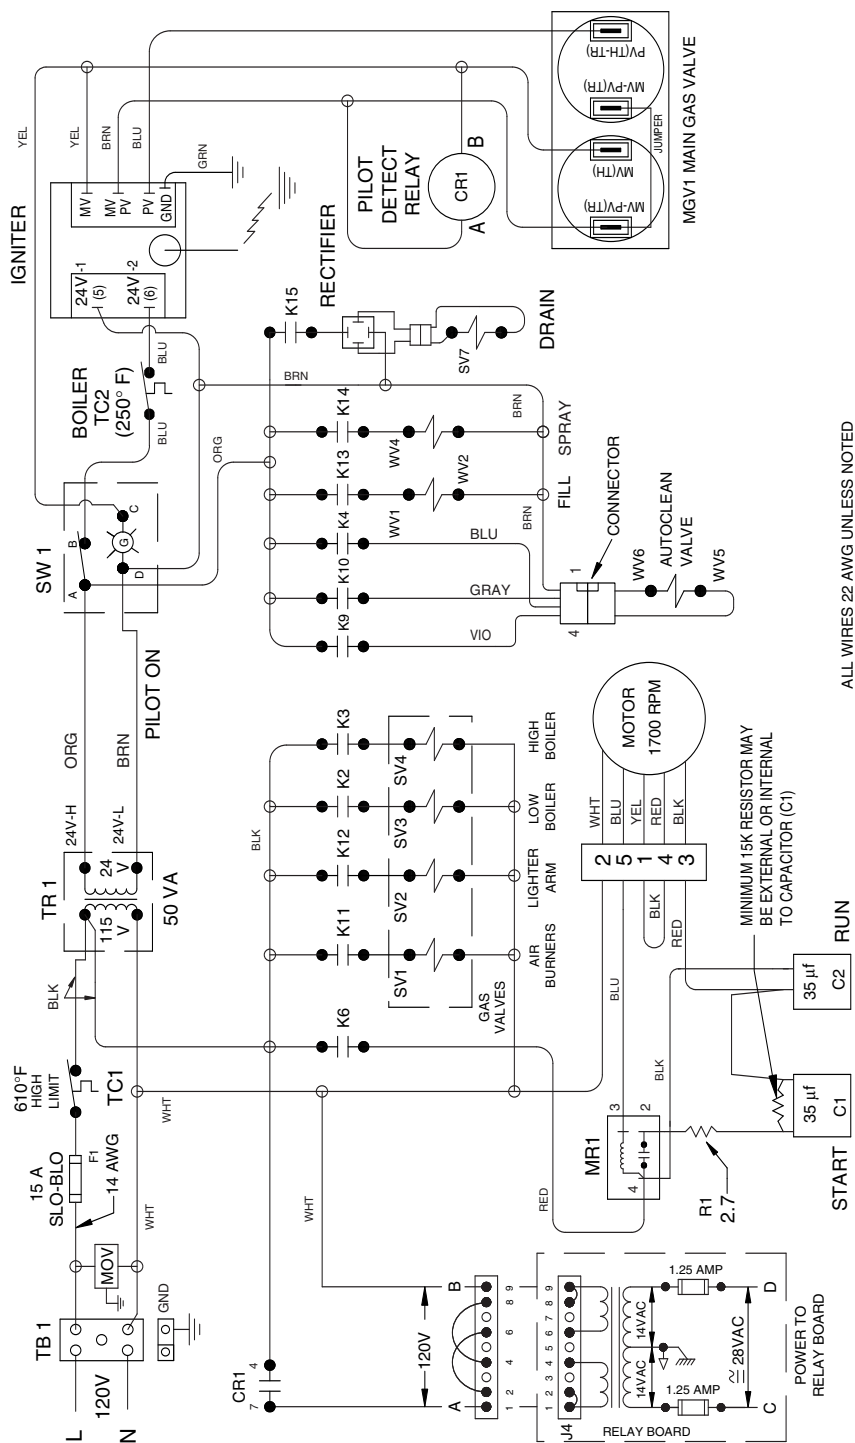 L
N
120V
TB 1
GND
MOV
15 A
SLO-BLO
F1
14 AWG
WHT
610°F
HIGH
LIMIT
TC1
WHT
BLK
TR 1
115
V
24
V
50 VA
24V-H
24V-L
ORG
BRN
PILOT ON
SW 1
A
B
C
D
G
BOILER
TC2
(250° F)
BLU
BLU
IGNITER
24V-1
(5)
24V-2
(6)
MV
MV
PV
PV
GND
YEL
YEL
BRN
BLU
GRN
ORG
BRN
CR1
7
4
BLK
K6
K11
K12
K2
K3
SV1
SV2
SV3
SV4
GAS
VALVES
AIR
BURNERS
LIGHTER
ARM
LOW
BOILER
HIGH
BOILER
K9
K10
K4
K13
K14
K15
VIO
GRAY
BLU
WV1
WV2
WV4
FILL
SPRAY
BRN
BRN
RECTIFIER
SV7
DRAIN
PILOT
DETECT
RELAY
CR1
A
B
CONNECTOR
4
1
WV6
AUTOCLEAN
VALVE
WV5
MV-PV(TR)
MV(TH)
MV-PV(TR)
PV(TH-TR)
JUMPER
MGV1 MAIN GAS VALVE
WHT
RED
A
120V
B
1 2 3 4 5 6 7 8 9
J4
14VAC
14VAC
1.25 AMP
1.25 AMP
≃ 28VAC
C
D
RELAY BOARD
POWER TO
RELAY BOARD
MR1
3
2
4
R1
2.7
BLU
BLK
RED
BLK
2
5
1
4
3
WHT
BLU
YEL
RED
BLK
MOTOR
1700 RPM
MINIMUM 15K RESISTOR MAY
BE EXTERNAL OR INTERNAL
TO CAPACITOR (C1)
35 µf
C1
START
35 µf
C2
RUN
ALL WIRES 22 AWG UNLESS NOTED